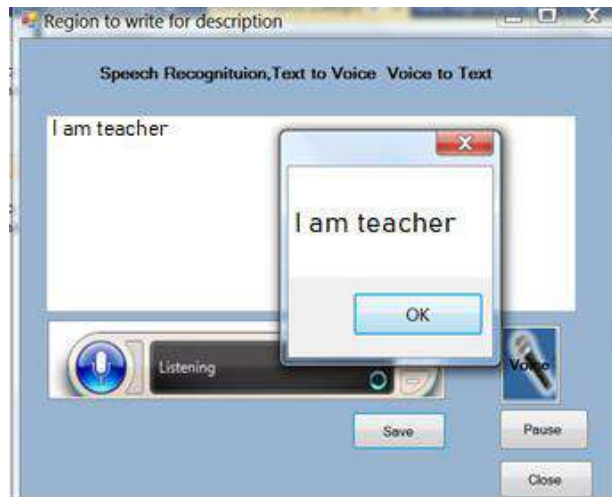 Region to write for description
Speech Recognituion,Text to Voice Voice to Text
I am teacher
I am teacher
OK
Listening
Voice
Save
Pause
Close